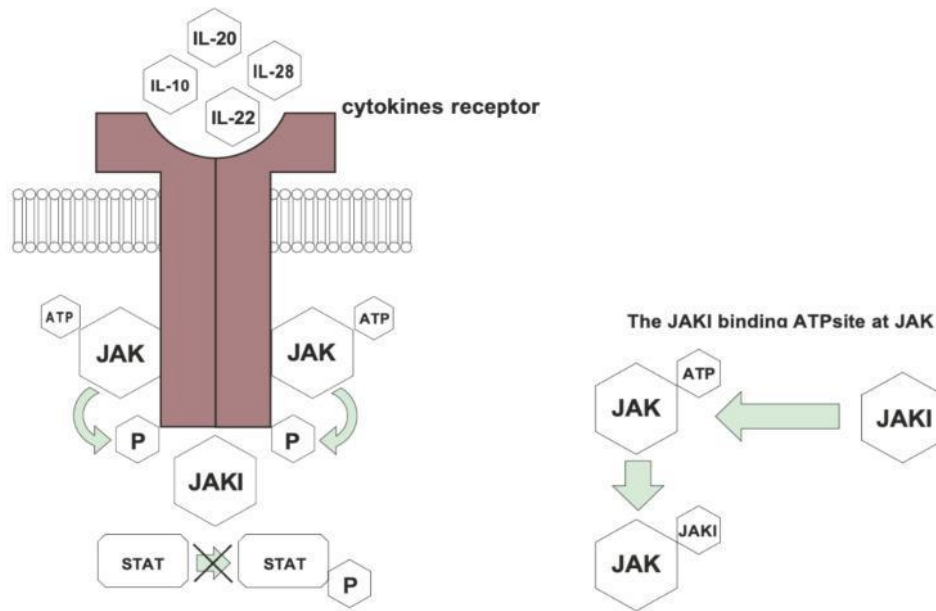 IL-20
IL-10
IL-28
IL-22
cytokines receptor
ATP
JAK
JAK
ATP
P
P
JAKI
STAT
STAT
P
The JAKI binding ATPsite at JAK
ATP
JAK
JAKI
JAKI
JAK